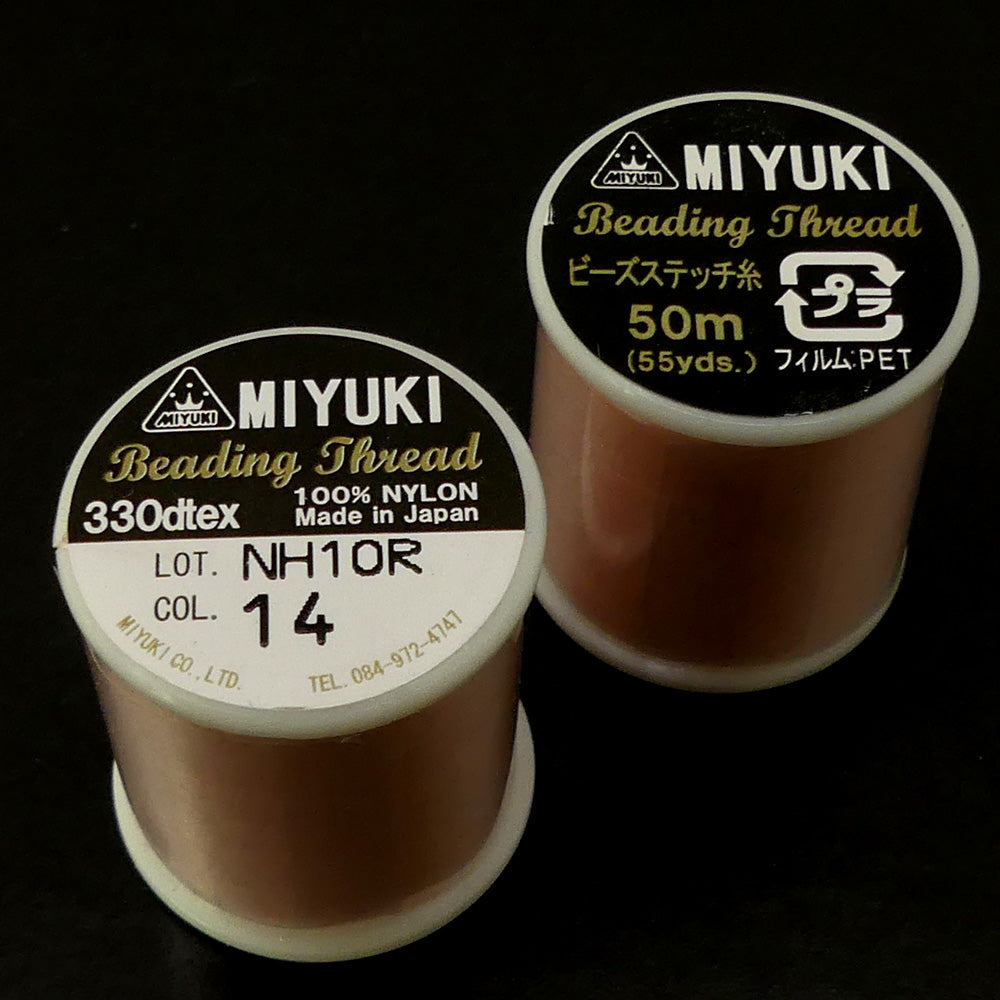 MIYUKI
MIYUKI
Beading Thread
330dtex
100% NYLON
Made in Japan
LOT. NH10R
COL. 14
MIYUKI CO., LTD.
TEL. 084-972-4747
MIYUKI
MIYUKI
Beading Thread
ビーズステッチ糸
50m
(55yds.)
プラ
フィルム:PET